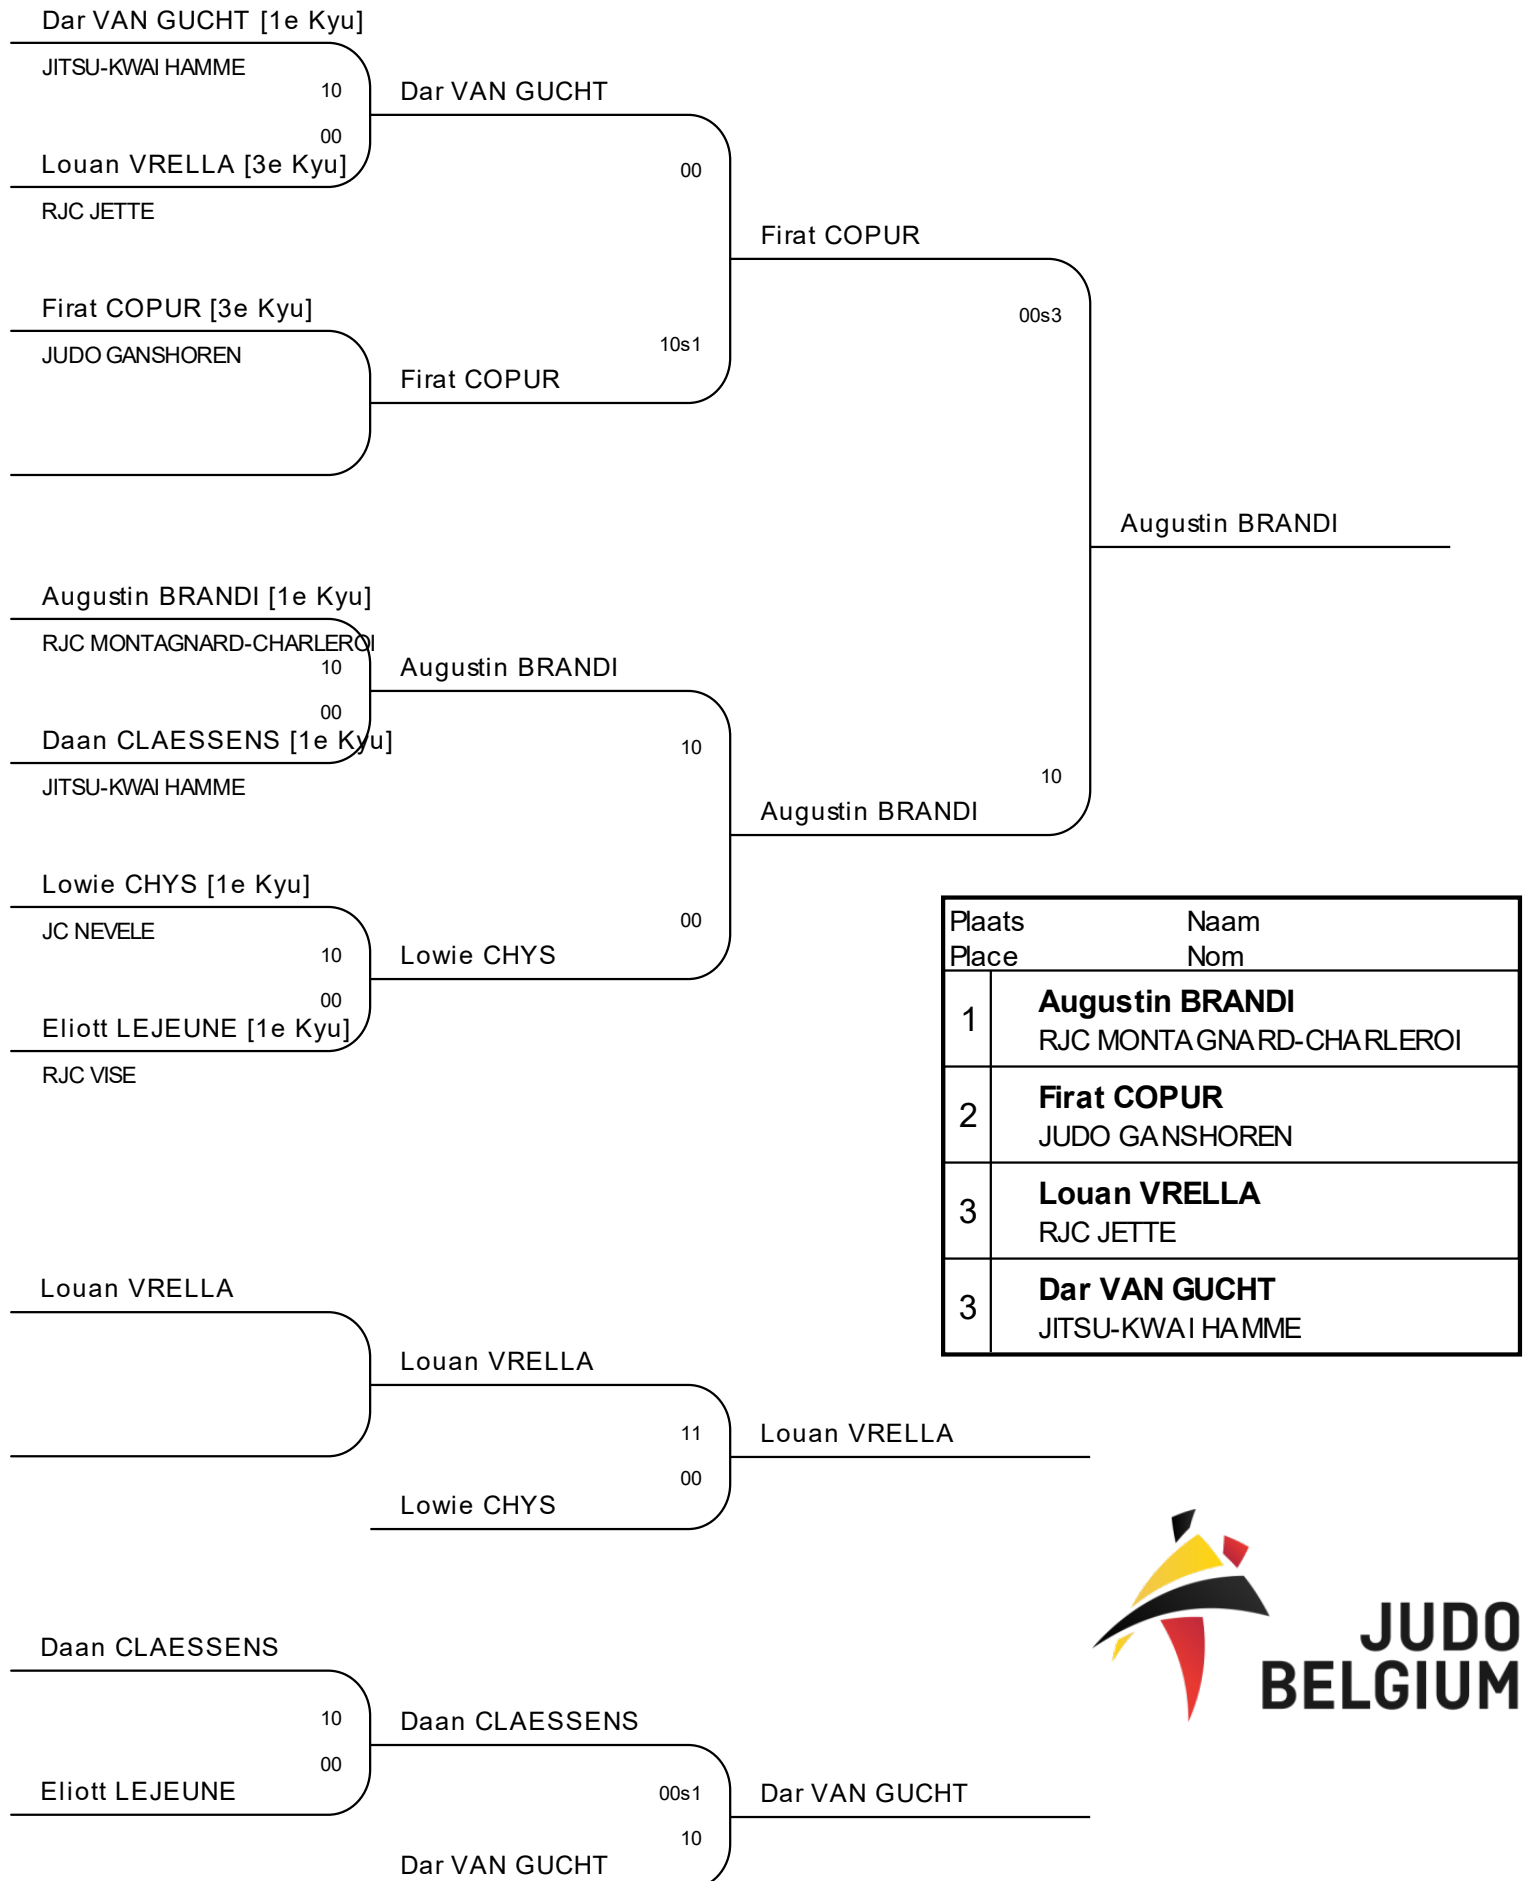 Dar VAN GUCHT [1e Kyu]
JITSU-KWAI HAMME
10
Dar VAN GUCHT
00
Louan VRELLA [3e Kyu]
00
RJC JETTE
Firat COPUR
Firat COPUR [3e Kyu]
00s3
JUDO GANSHOREN
10s1
Firat COPUR
Augustin BRANDI
Augustin BRANDI [1e Kyu]
RJC MONTAGNARD-CHARLEROI
10
Augustin BRANDI
00
Daan CLAESSENS [1e Kyu]
10
JITSU-KWAI HAMME
10
Augustin BRANDI
Lowie CHYS [1e Kyu]
00
JC NEVELE
10
Lowie CHYS
00
Eliott LEJEUNE [1e Kyu]
RJC VISE
Plaats Naam
Place Nom
1 Augustin BRANDI
RJC MONTAGNARD-CHARLEROI
2 Firat COPUR
JUDO GANSHOREN
3 Louan VRELLA
RJC JETTE
3 Dar VAN GUCHT
JITSU-KWAI HAMME
Louan VRELLA
Louan VRELLA
11
Louan VRELLA
00
Lowie CHYS
JUDO
BELGIUM
Daan CLAESSENS
10
Daan CLAESSENS
00
Eliott LEJEUNE
00s1
Dar VAN GUCHT
10
Dar VAN GUCHT